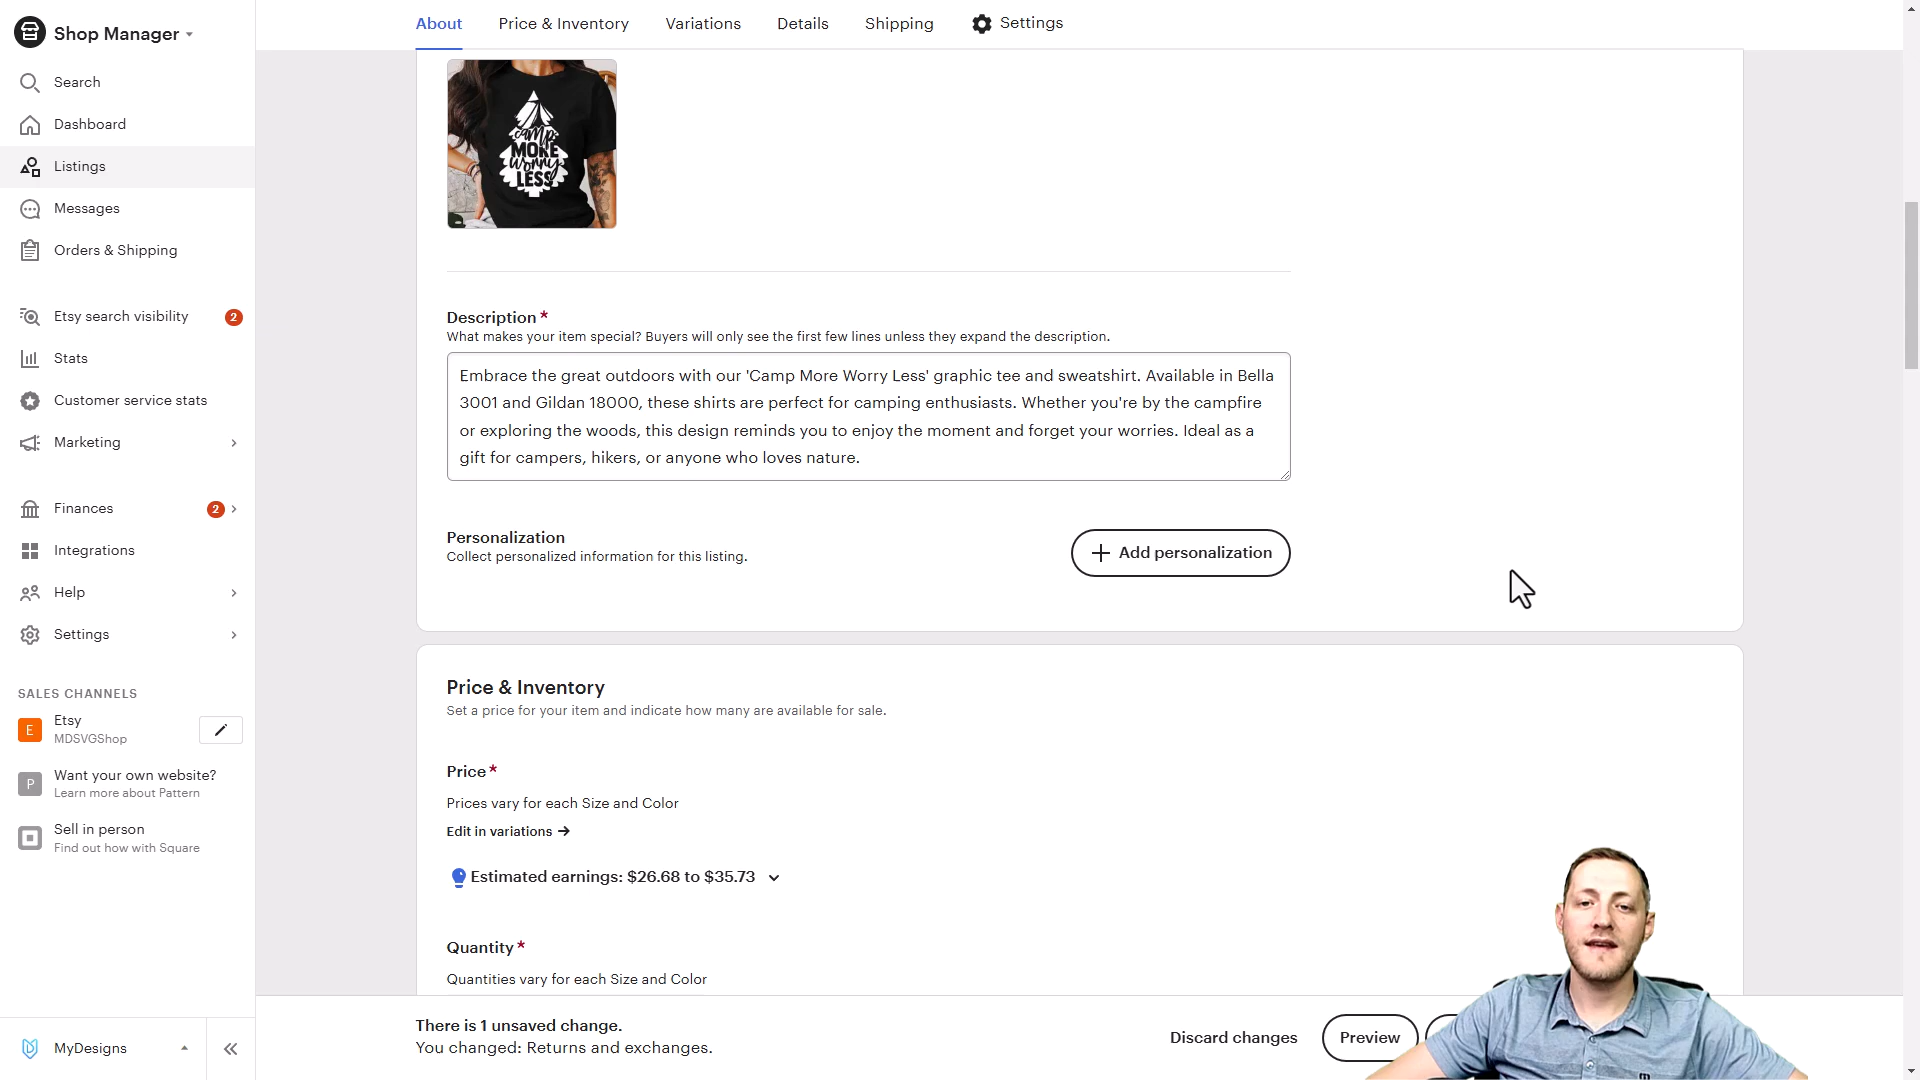 Shop Manager
Search
Dashboard
Listings
Messages
Orders & Shipping
Etsy search visibility 2
Stats
Customer service stats
Marketing
Finances 2
Integrations
Help
Settings
SALES CHANNELS
E Etsy
MDSVGShop
P Want your own website?
Learn more about Pattern
Sell in person
Find out how with Square
MyDesigns
About Price & Inventory Variations Details Shipping Settings
camp
MORE
worry
LESS
Description *
What makes your item special? Buyers will only see the first few lines unless they expand the description.
Embrace the great outdoors with our 'Camp More Worry Less' graphic tee and sweatshirt. Available in Bella
3001 and Gildan 18000, these shirts are perfect for camping enthusiasts. Whether you're by the campfire
or exploring the woods, this design reminds you to enjoy the moment and forget your worries. Ideal as a
gift for campers, hikers, or anyone who loves nature.
Personalization
Collect personalized information for this listing.
+ Add personalization
Price & Inventory
Set a price for your item and indicate how many are available for sale.
Price *
Prices vary for each Size and Color
Edit in variations →
Estimated earnings: $26.68 to $35.73
Quantity *
Quantities vary for each Size and Color
There is 1 unsaved change.
You changed: Returns and exchanges.
Discard changes Preview